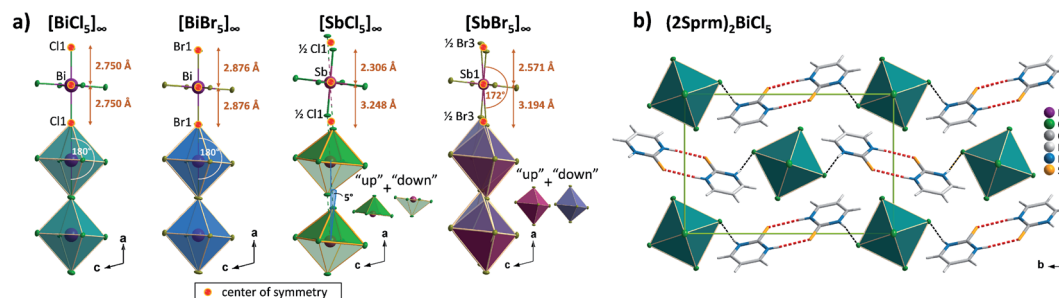 a)
[BiCl5]∞
[BiBr5]∞
[SbCl5]∞
[SbBr5]∞
b)
(2Sprm)2BiCl5
Cl1
Bi
2.750 Å
2.750 Å
Cl1
180°
a
c
Br1
Bi
2.876 Å
2.876 Å
Br1
180°
a
c
½ Cl1
Sb
2.306 Å
3.248 Å
½ Cl1
5°
"up" + "down"
a
c
½ Br3
Sb1
2.571 Å
172°
3.194 Å
½ Br3
"up" + "down"
a
c
center of symmetry
b